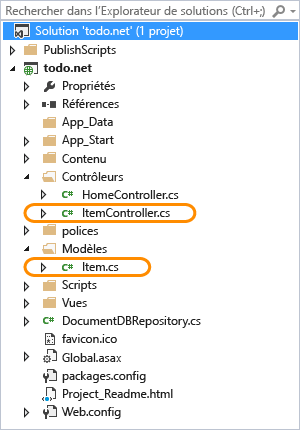 Rechercher dans l'Explorateur de solutions (Ctrl+;)
Solution 'todo.net' (1 projet)
PublishScripts
todo.net
Propriétés
Références
App_Data
App_Start
Contenu
Contrôleurs
C# HomeController.cs
C# ItemController.cs
polices
Modèles
C# Item.cs
Scripts
Vues
C# DocumentDBRepository.cs
favicon.ico
Global.asax
packages.config
Project_Readme.html
Web.config